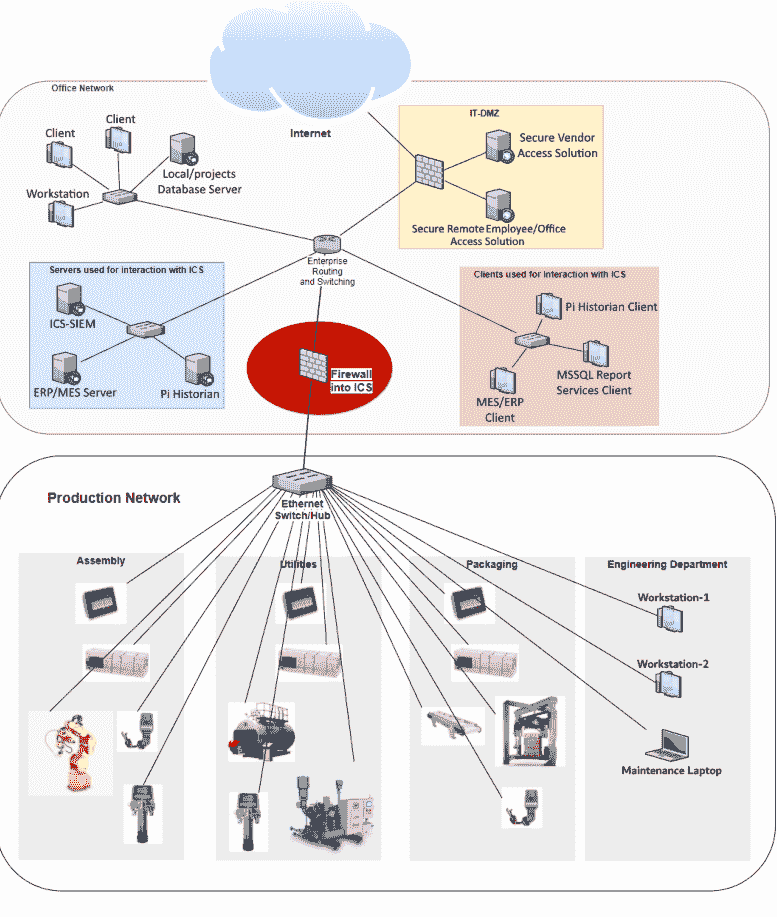 Office Network
Internet
IT-DMZ
Client
Client
Local/projects
Database Server
Workstation
Secure Vendor
Access Solution
Secure Remote Employee/Office
Access Solution
Enterprise
Routing
and Switching
Servers used for interaction with ICS
ICS-SIEM
ERP/MES Server
Pi Historian
Firewall
into ICS
Clients used for interaction with ICS
Pi Historian Client
MSSQL Report
Services Client
MES/ERP
Client
Production Network
Ethernet
Switch/Hub
Assembly
Utilities
Packaging
Engineering Department
Workstation-1
Workstation-2
Maintenance Laptop